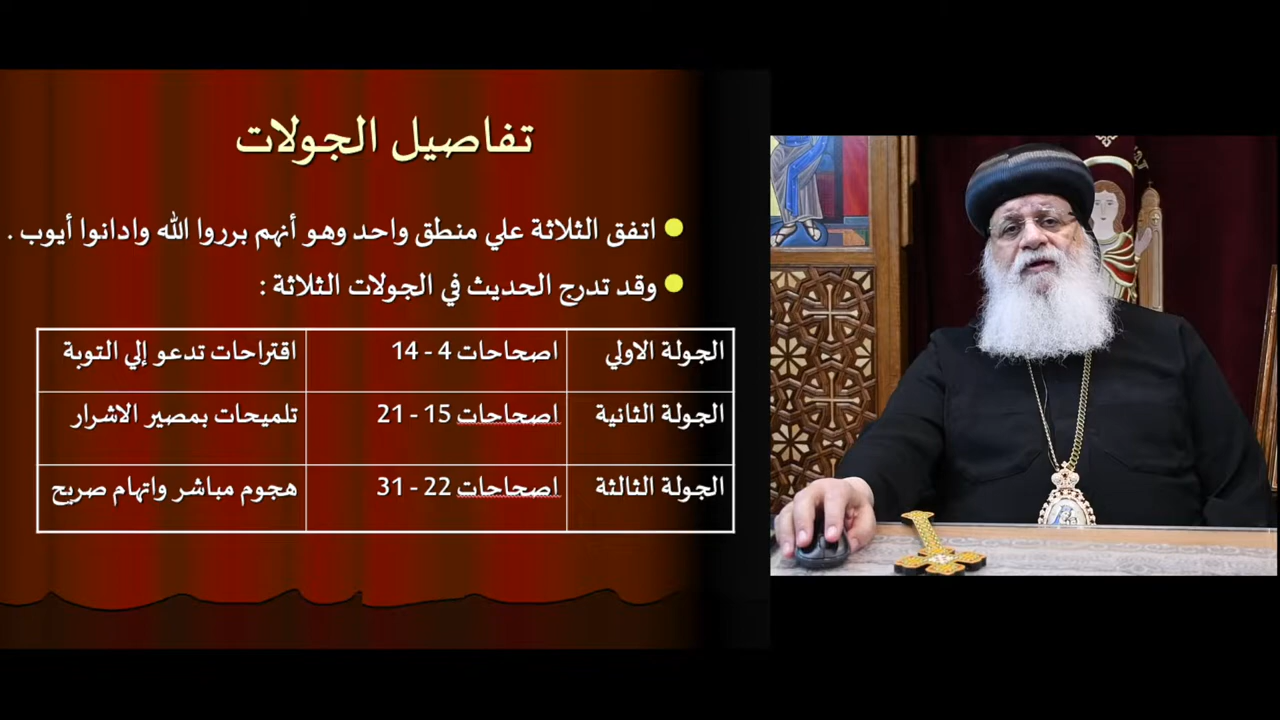 تفاصيل الجولات
اتفق الثلاثة علي منطق واحد وهو أنهم برروا الله وادانوا أيوب .
وقد تدرج الحديث في الجولات الثلاثة :
الجولة الاولي اصحاحات 4 - 14 اقتراحات تدعو إلي التوبة
الجولة الثانية اصحاحات 15 - 21 تلميحات بمصير الاشرار
الجولة الثالثة اصحاحات 22 - 31 هجوم مباشر واتهام صريح